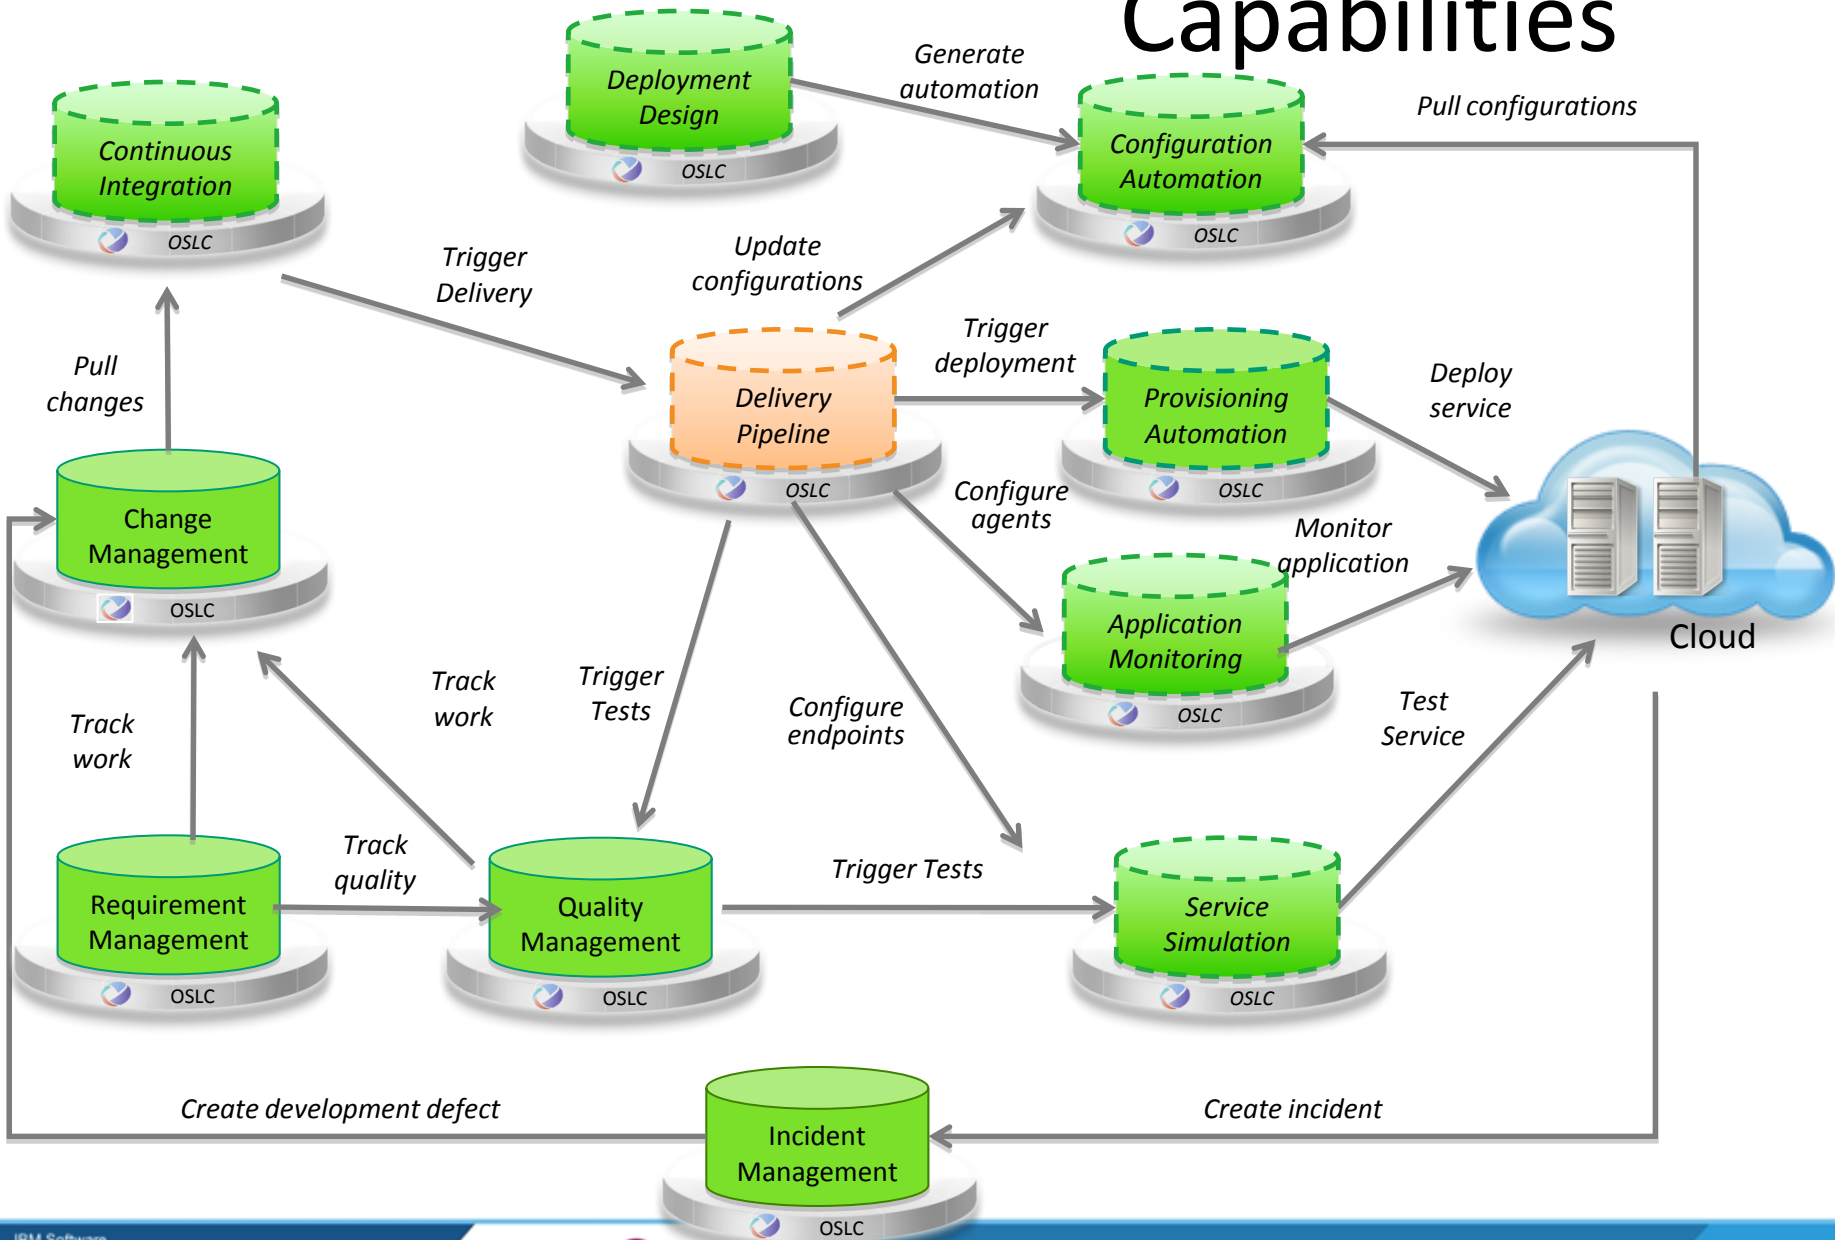 Capabilities
Generate
automation
Deployment
Design
OSLC
Pull configurations
Configuration
Automation
OSLC
Continuous
Integration
OSLC
Trigger
Delivery
Update
configurations
Trigger
deployment
Pull
changes
Delivery
Pipeline
OSLC
Provisioning
Automation
OSLC
Deploy
service
Change
Management
OSLC
Configure
agents
Monitor
application
Application
Monitoring
OSLC
Cloud
Track
work
Track
work
Trigger
Tests
Configure
endpoints
Test
Service
Track
quality
Trigger Tests
Requirement
Management
OSLC
Quality
Management
OSLC
Service
Simulation
OSLC
Create development defect
Create incident
Incident
Management
OSLC
IBM Software